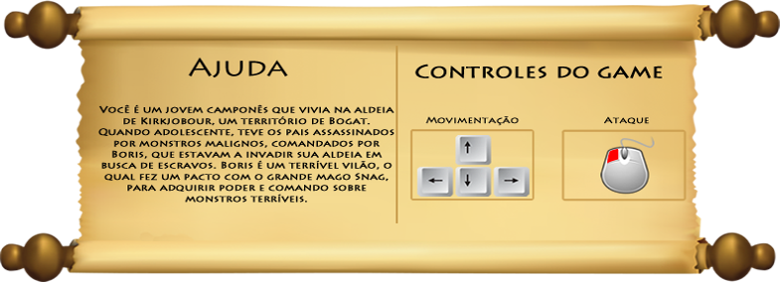 Ajuda
Você é um jovem camponês que vivia na aldeia
de Kirkjobour, um território de Bogat.
Quando adolescente, teve os pais assassinados
por monstros malignos, comandados por
Boris, que estavam a invadir sua aldeia em
busca de escravos. Boris é um terrível vilão, o
qual fez um pacto com o grande mago Snag,
para adquirir poder e comando sobre
monstros terríveis.
Controles do game
Movimentação
Ataque